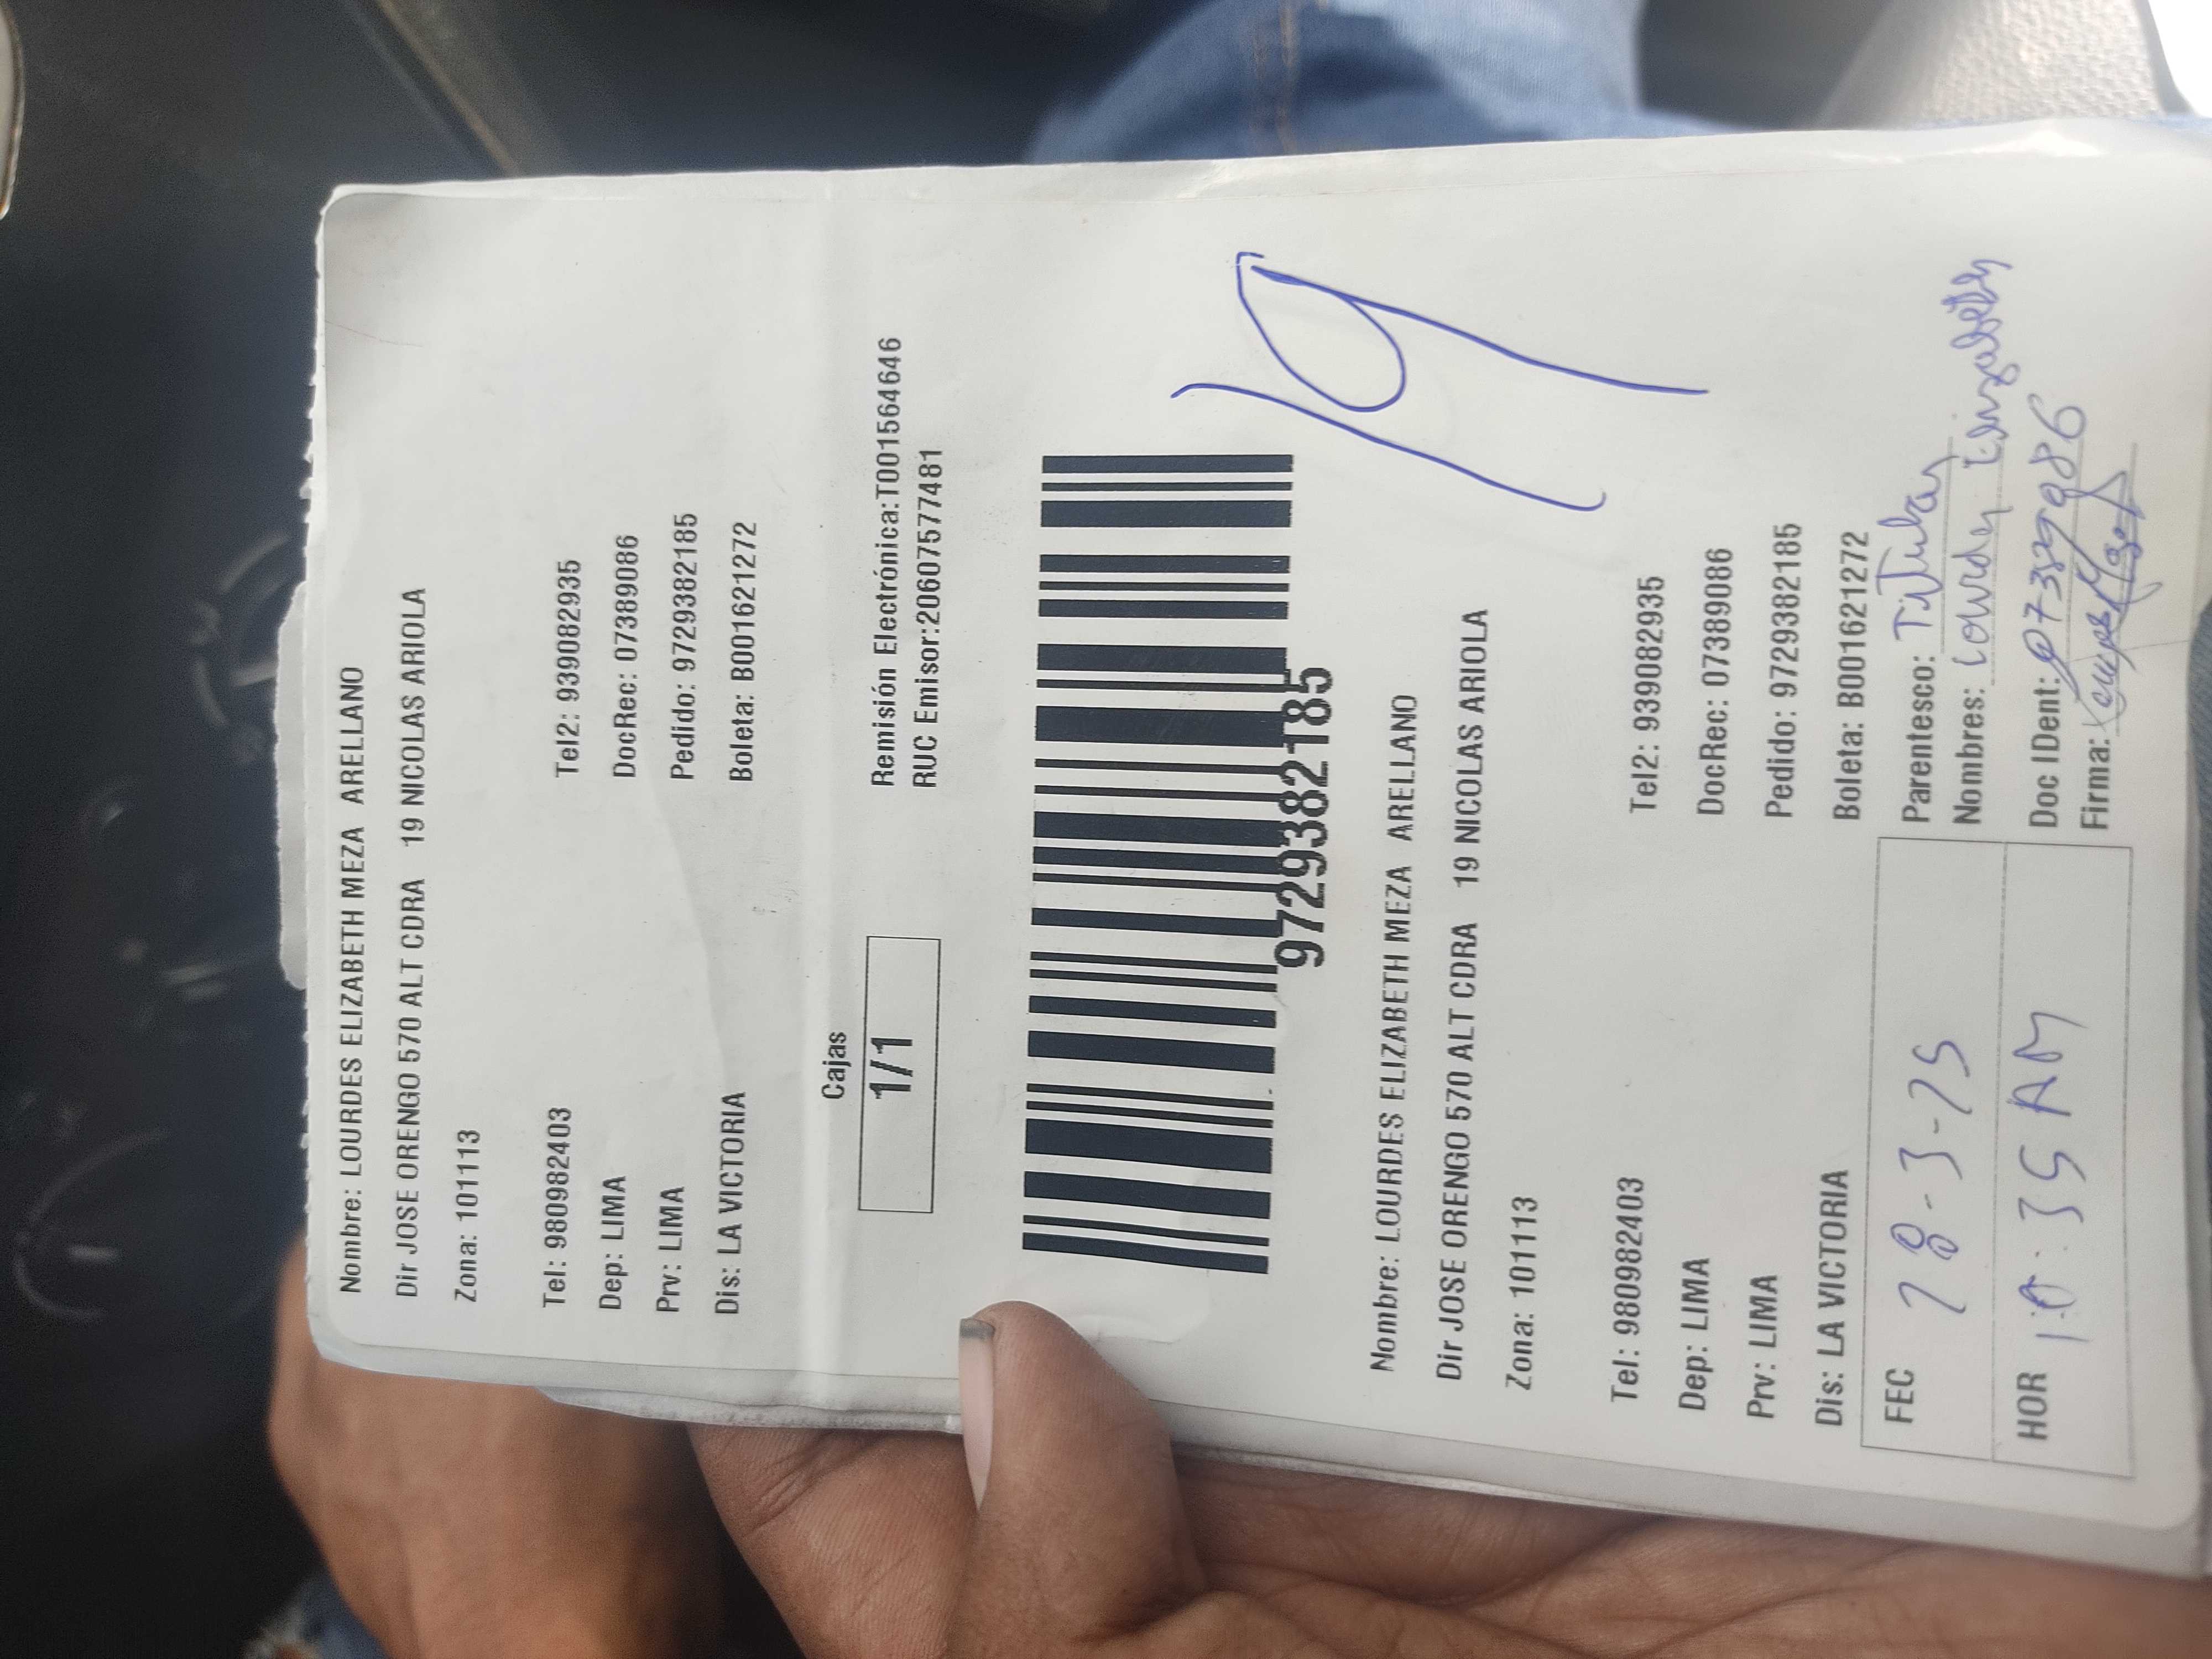 Nombre: LOURDES ELIZABETH MEZA ARELLANO
Dir JOSE ORENGO 570 ALT CDRA 19 NICOLAS ARIOLA
Zona: 101113
Tel: 980982403 Tel2: 939082935
Dep: LIMA DocRec: 07389086
Prv: LIMA Pedido: 9729382185
Dis: LA VICTORIA Boleta: B001621272
Cajas
1/1
Remisión Electrónica:T001564646
RUC Emisor:20607577481
9729382185
19
Nombre: LOURDES ELIZABETH MEZA ARELLANO
Dir JOSE ORENGO 570 ALT CDRA 19 NICOLAS ARIOLA
Zona: 101113
Tel: 980982403 Tel2: 939082935
Dep: LIMA DocRec: 07389086
Prv: LIMA Pedido: 9729382185
Dis: LA VICTORIA Boleta: B001621272
FEC 28-3-25 Parentesco: Titular
Nombres: Lourdes Elizabeth
HOR 10:35 AM Doc IDent:
Firma: